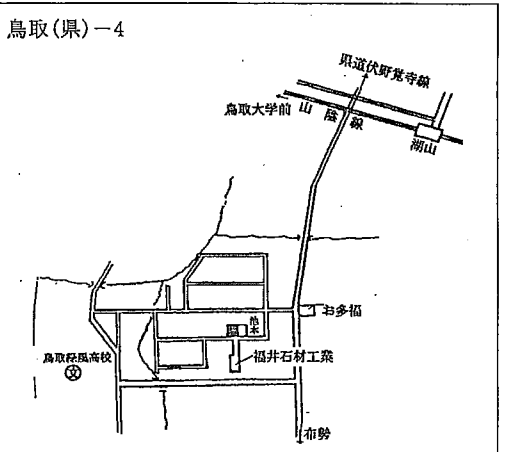 鳥取(県)-4
県道伏野覚寺線
鳥取大学前
山陰線
湖山
お多福
福井石材工業
鳥取緑風高校
文
布勢